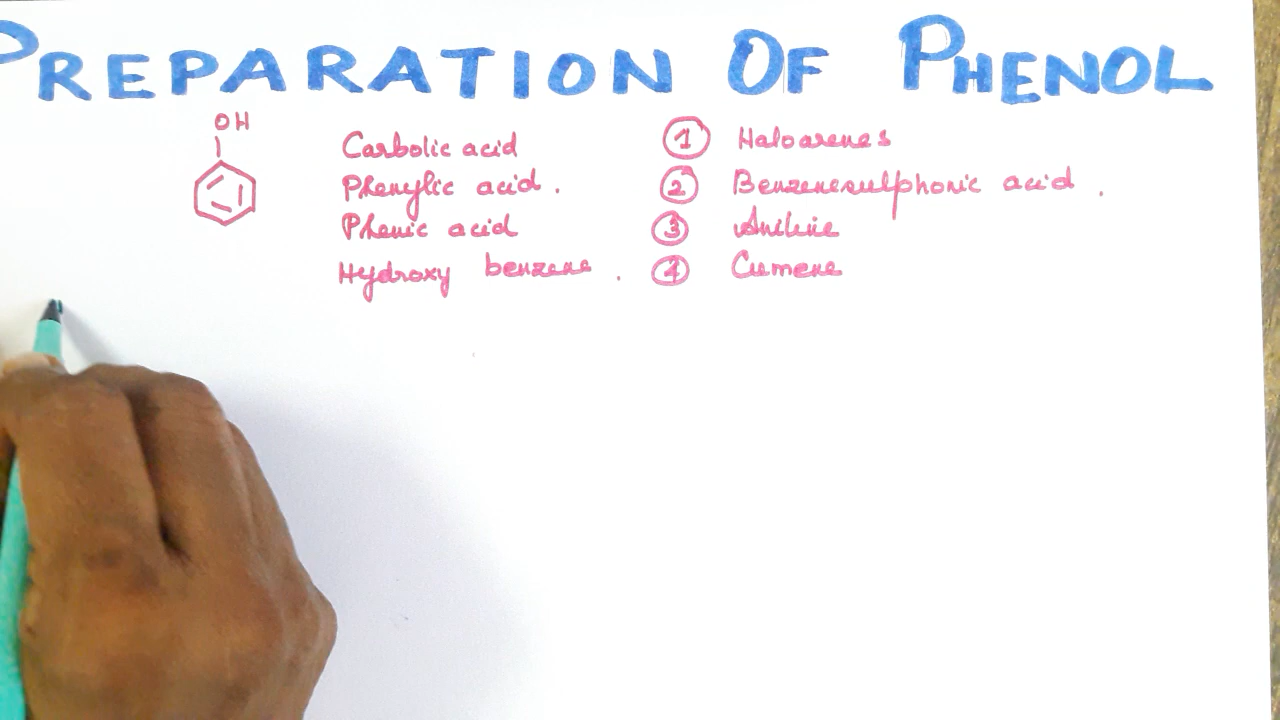 PREPARATION OF PHENOL
OH
Carbolic acid
Phenylic acid.
Phenic acid
Hydroxy benzene.
1 Haloarenes
2 Benzenesulphonic acid.
3 Aniline
4 Cumene